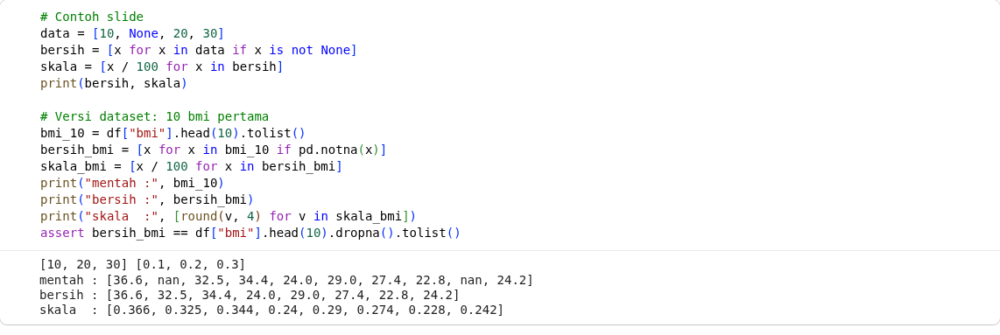 # Contoh slide
data = [10, None, 20, 30]
bersih = [x for x in data if x is not None]
skala = [x / 100 for x in bersih]
print(bersih, skala)
# Versi dataset: 10 bmi pertama
bmi_10 = df["bmi"].head(10).tolist()
bersih_bmi = [x for x in bmi_10 if pd.notna(x)]
skala_bmi = [x / 100 for x in bersih_bmi]
print("mentah :", bmi_10)
print("bersih :", bersih_bmi)
print("skala  :", [round(v, 4) for v in skala_bmi])
assert bersih_bmi == df["bmi"].head(10).dropna().tolist()
[10, 20, 30] [0.1, 0.2, 0.3]
mentah : [36.6, nan, 32.5, 34.4, 24.0, 29.0, 27.4, 22.8, nan, 24.2]
bersih : [36.6, 32.5, 34.4, 24.0, 29.0, 27.4, 22.8, 24.2]
skala  : [0.366, 0.325, 0.344, 0.24, 0.29, 0.274, 0.228, 0.242]